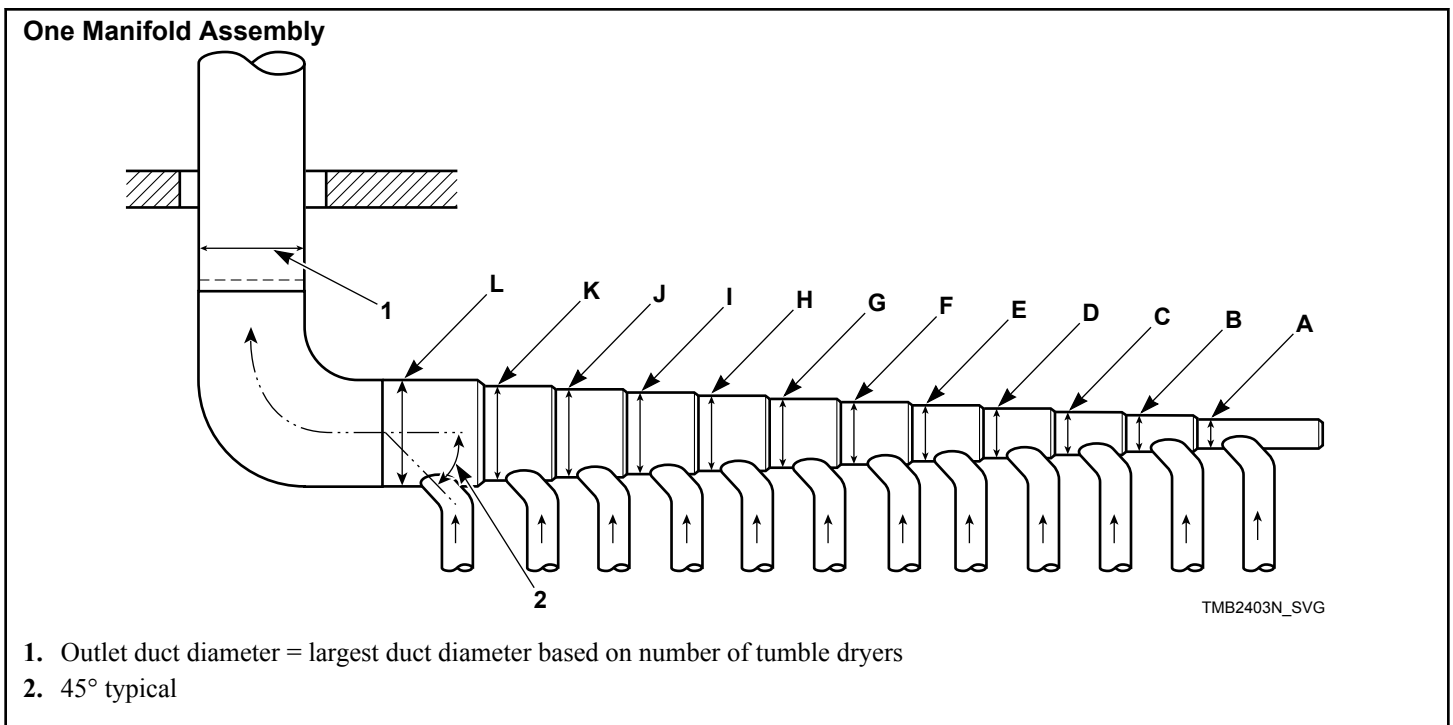 One Manifold Assembly
1
L
K
J
I
H
G
F
E
D
C
B
A
2
TMB2403N_SVG
1. Outlet duct diameter = largest duct diameter based on number of tumble dryers
2. 45° typical